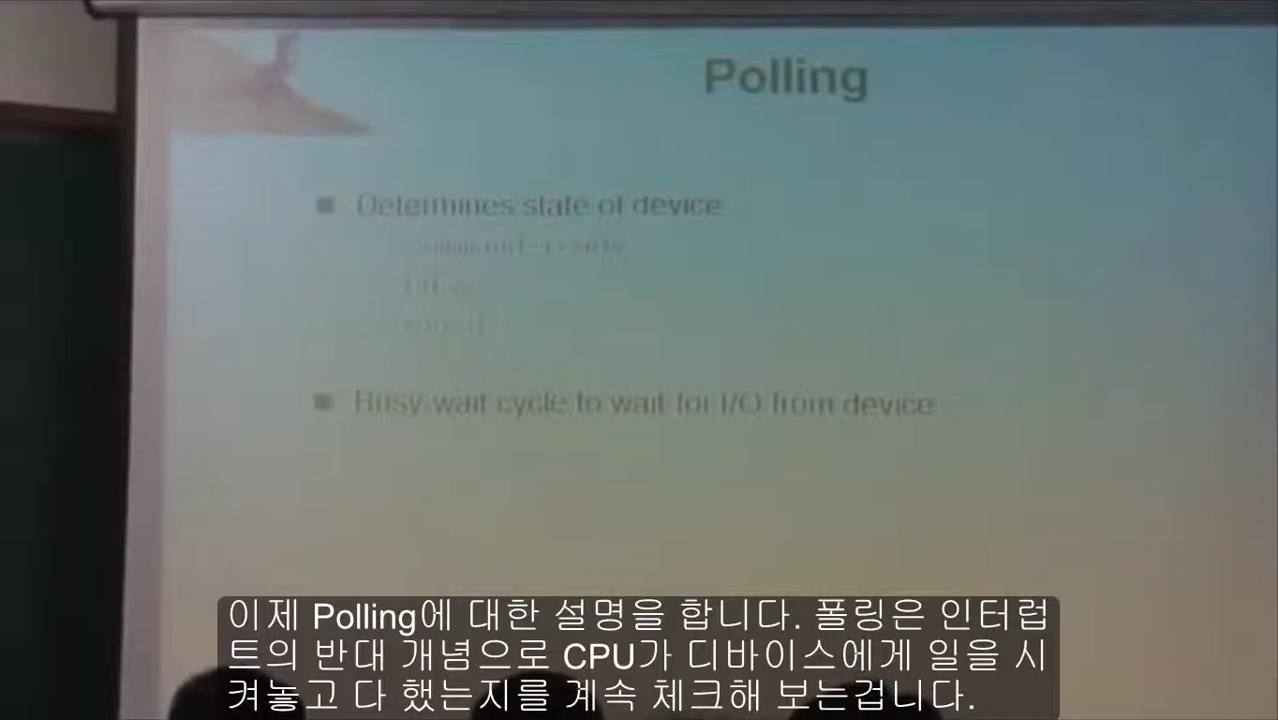 Polling
Determines state of device
Busy wait cycle to wait for I/O from device
이제 Polling에 대한 설명을 합니다. 폴링은 인터럽
트의 반대 개념으로 CPU가 디바이스에게 일을 시
켜놓고 다 했는지를 계속 체크해 보는겁니다.